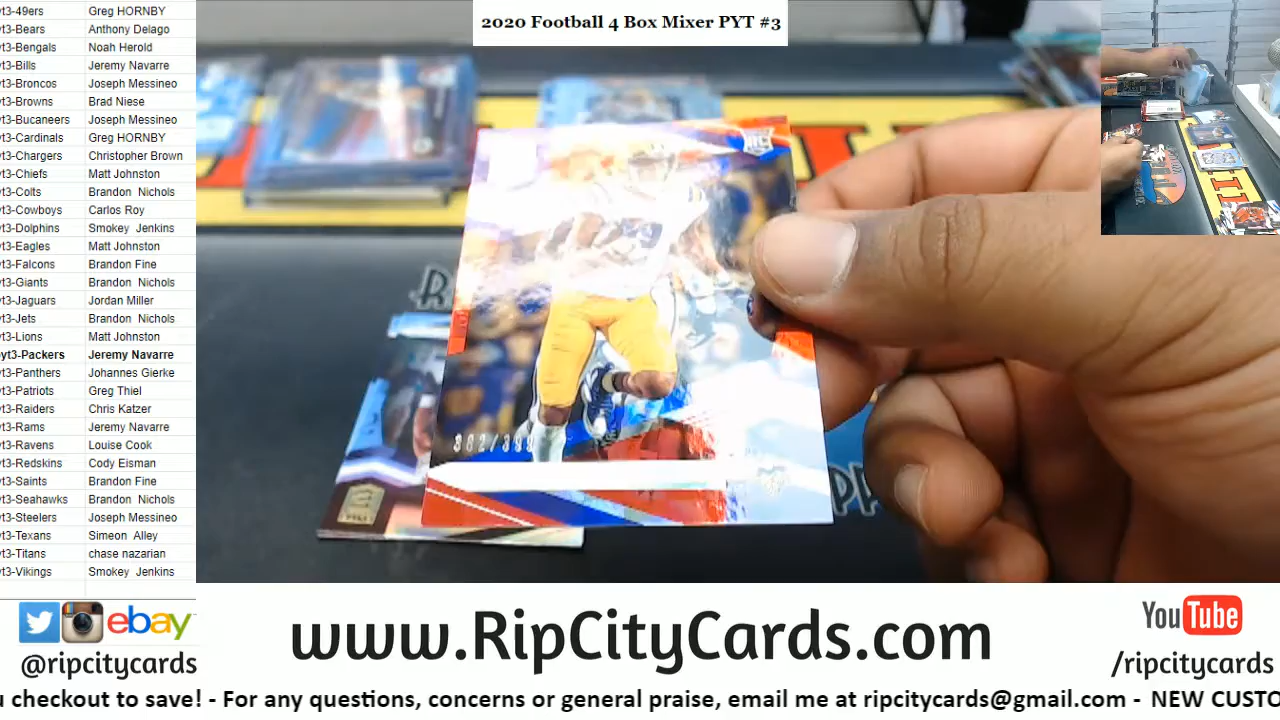 2020 Football 4 Box Mixer PYT #3
yt3-49ers Greg HORNBY
yt3-Bears Anthony Delago
yt3-Bengals Noah Herold
yt3-Bills Jeremy Navarre
yt3-Broncos Joseph Messineo
yt3-Browns Brad Niese
yt3-Bucaneers Joseph Messineo
yt3-Cardinals Greg HORNBY
yt3-Chargers Christopher Brown
yt3-Chiefs Matt Johnston
yt3-Colts Brandon Nichols
yt3-Cowboys Carlos Roy
yt3-Dolphins Smokey Jenkins
yt3-Eagles Matt Johnston
yt3-Falcons Brandon Fine
yt3-Giants Brandon Nichols
yt3-Jaguars Jordan Miller
yt3-Jets Brandon Nichols
yt3-Lions Matt Johnston
yt3-Packers Jeremy Navarre
yt3-Panthers Johannes Gierke
yt3-Patriots Greg Thiel
yt3-Raiders Chris Katzer
yt3-Rams Jeremy Navarre
yt3-Ravens Louise Cook
yt3-Redskins Cody Eisman
yt3-Saints Brandon Fine
yt3-Seahawks Brandon Nichols
yt3-Steelers Joseph Messineo
yt3-Texans Simeon Alley
yt3-Titans chase nazarian
yt3-Vikings Smokey Jenkins
382/399
ebay
@ripcitycards
www.RipCityCards.com
YouTube
/ripcitycards
u checkout to save! - For any questions, concerns or general praise, email me at ripcitycards@gmail.com - NEW CUSTO